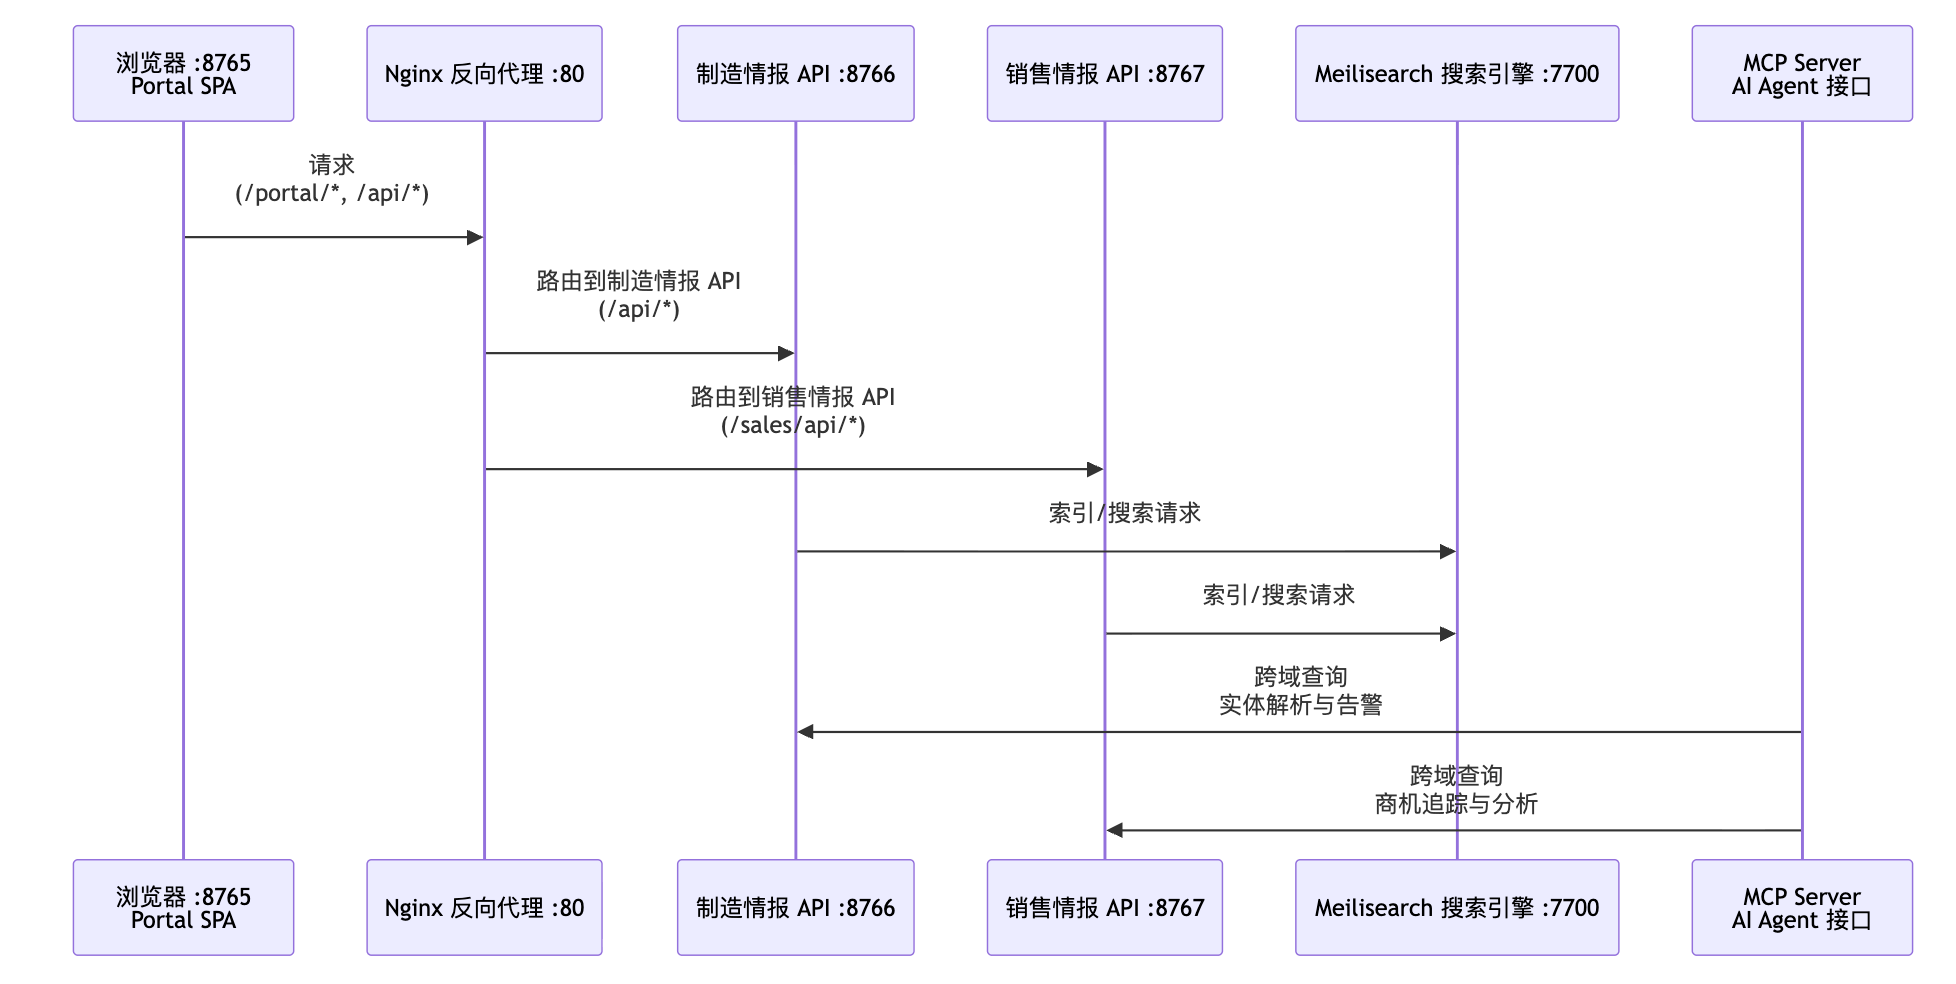 浏览器 :8765
Portal SPA
Nginx 反向代理 :80
制造情报 API :8766
销售情报 API :8767
Meilisearch 搜索引擎 :7700
MCP Server
AI Agent 接口
请求
(/portal/*, /api/*)
路由到制造情报 API
(/api/*)
路由到销售情报 API
(/sales/api/*)
索引/搜索请求
索引/搜索请求
跨域查询
实体解析与告警
跨域查询
商机追踪与分析
浏览器 :8765
Portal SPA
Nginx 反向代理 :80
制造情报 API :8766
销售情报 API :8767
Meilisearch 搜索引擎 :7700
MCP Server
AI Agent 接口